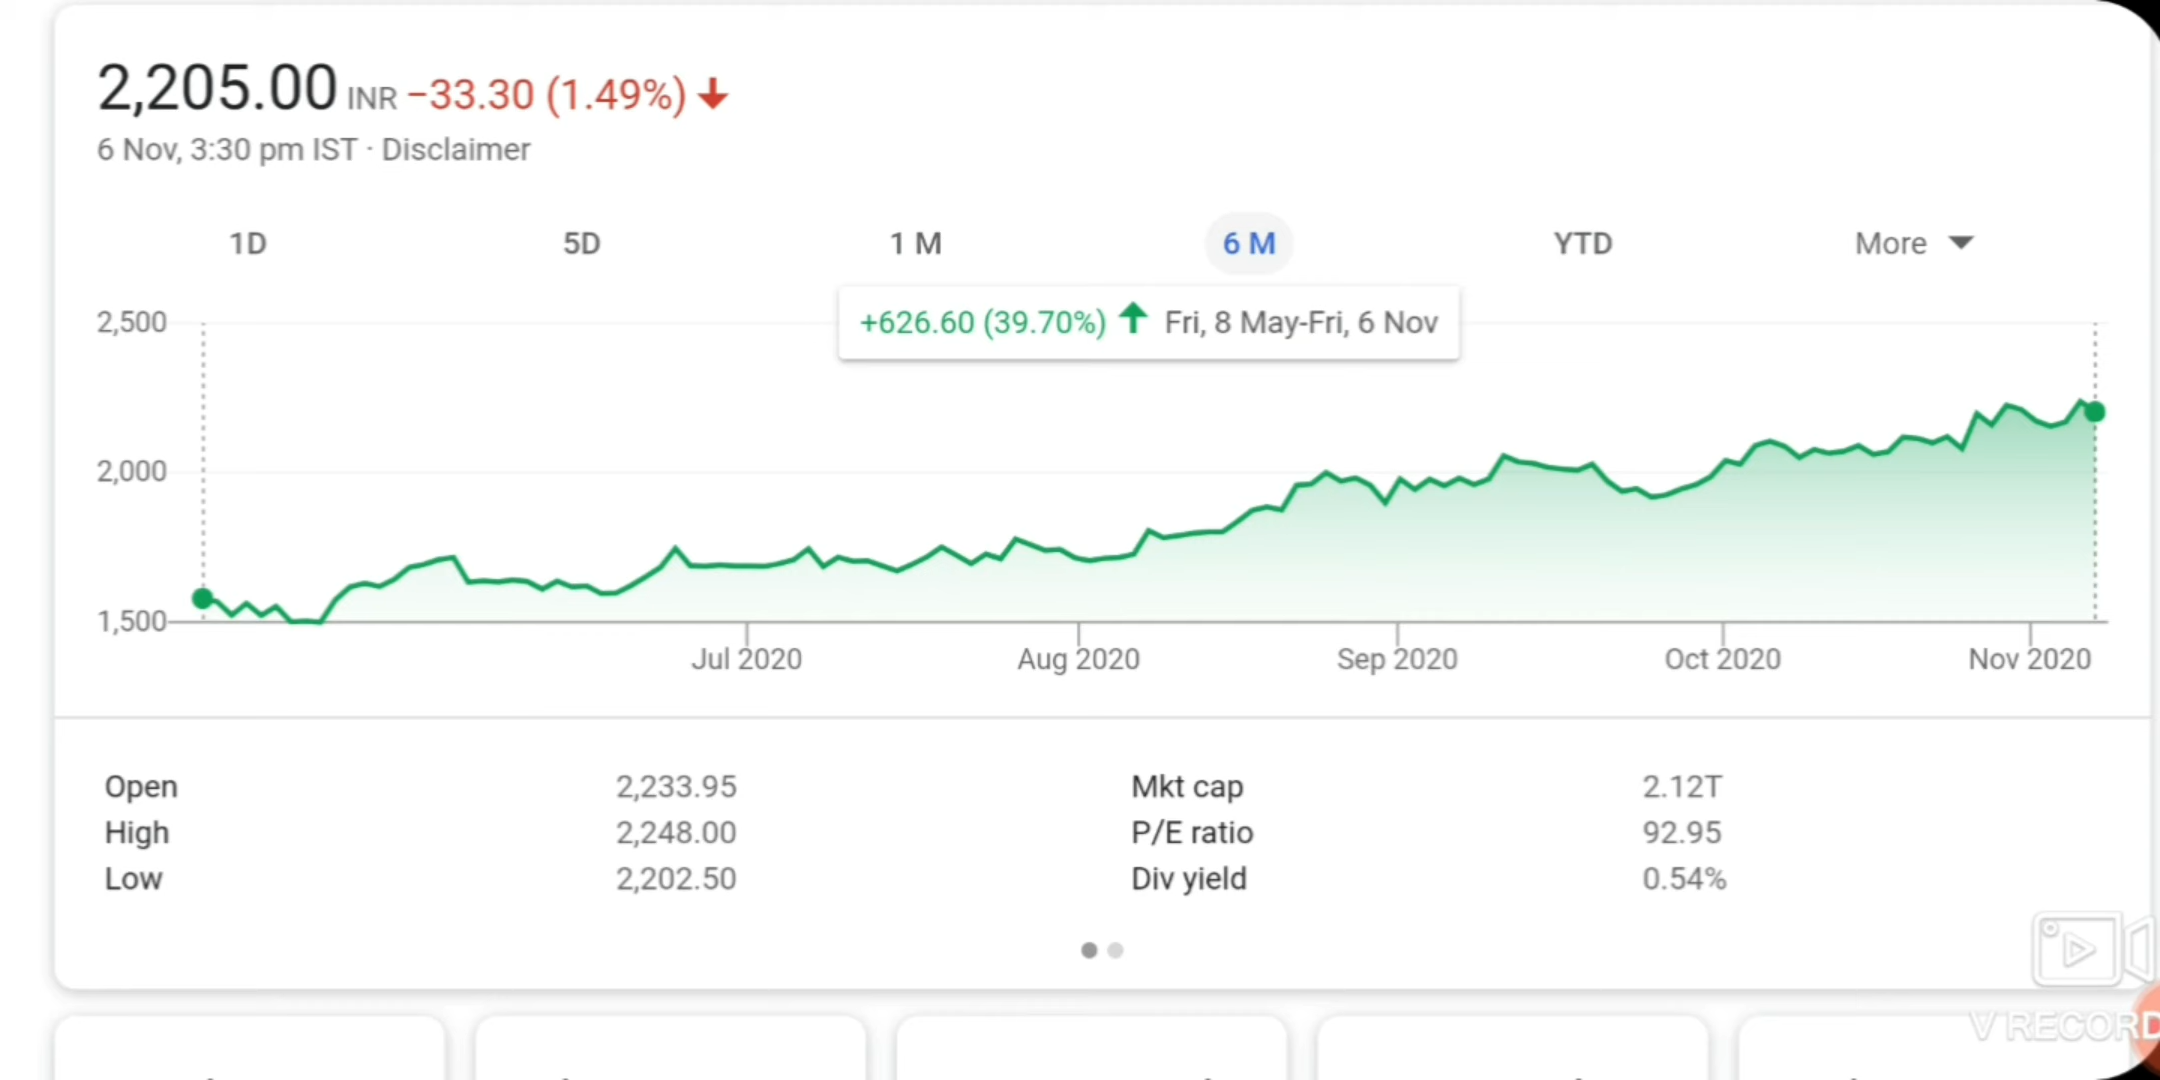 2,205.00 INR −33.30 (1.49%)
6 Nov, 3:30 pm IST · Disclaimer
1D 5D 1 M 6 M YTD More
+626.60 (39.70%) Fri, 8 May-Fri, 6 Nov
2,500
2,000
1,500
Jul 2020 Aug 2020 Sep 2020 Oct 2020 Nov 2020
Open 2,233.95 Mkt cap 2.12T
High 2,248.00 P/E ratio 92.95
Low 2,202.50 Div yield 0.54%
V RECORD